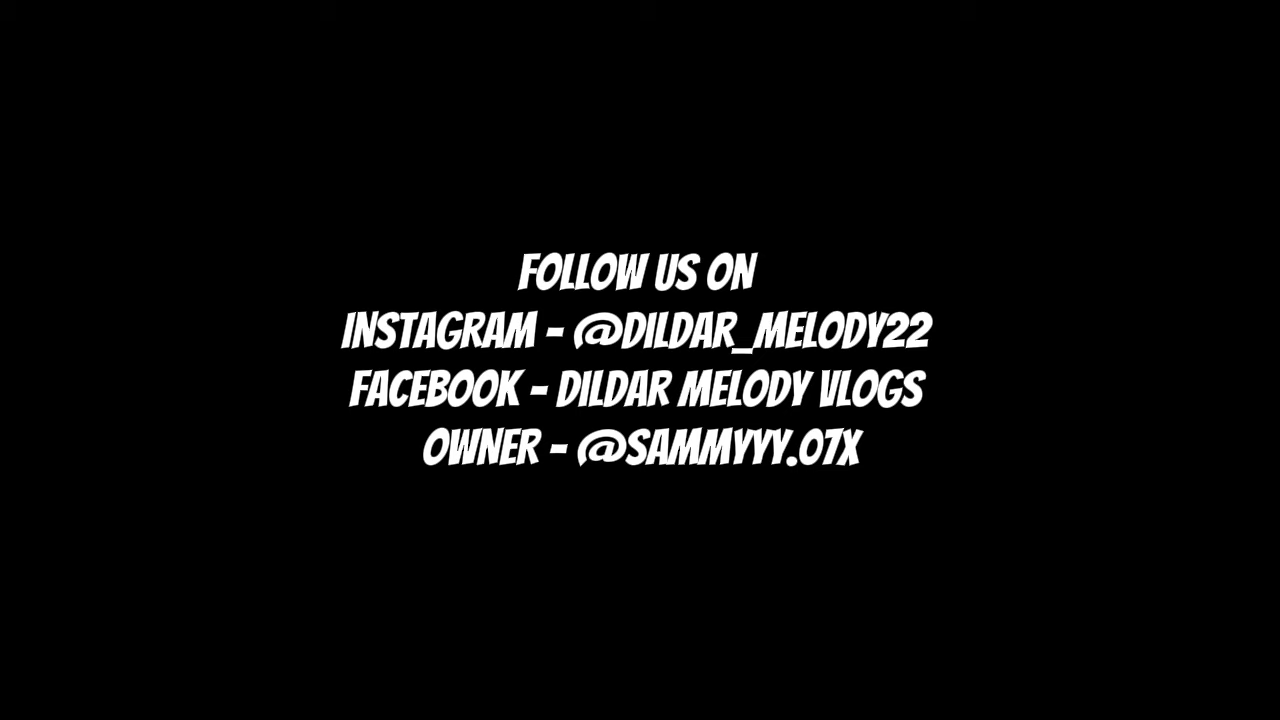 FOLLOW US ON
INSTAGRAM - @DILDAR_MELODY22
FACEBOOK - DILDAR MELODY VLOGS
OWNER - @SAMMYYY.07X